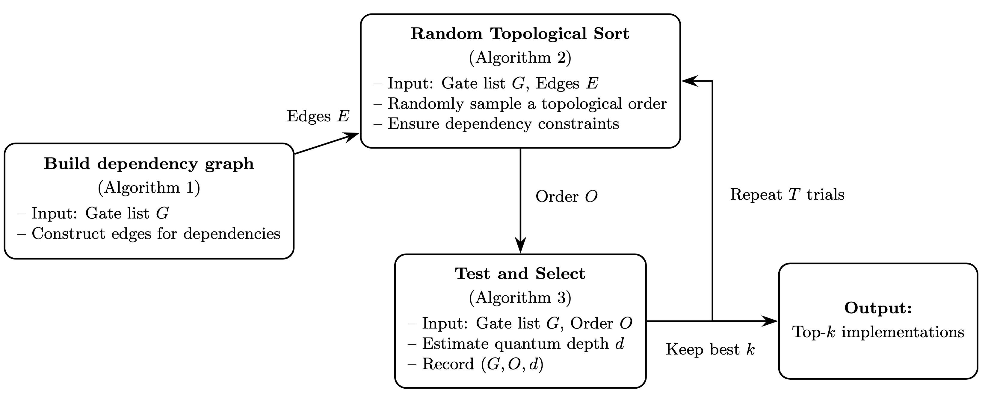 Build dependency graph
(Algorithm 1)
– Input: Gate list G
– Construct edges for dependencies
Edges E
Random Topological Sort
(Algorithm 2)
– Input: Gate list G, Edges E
– Randomly sample a topological order
– Ensure dependency constraints
Order O
Repeat T trials
Test and Select
(Algorithm 3)
– Input: Gate list G, Order O
– Estimate quantum depth d
– Record (G, O, d)
Keep best k
Output:
Top-k implementations